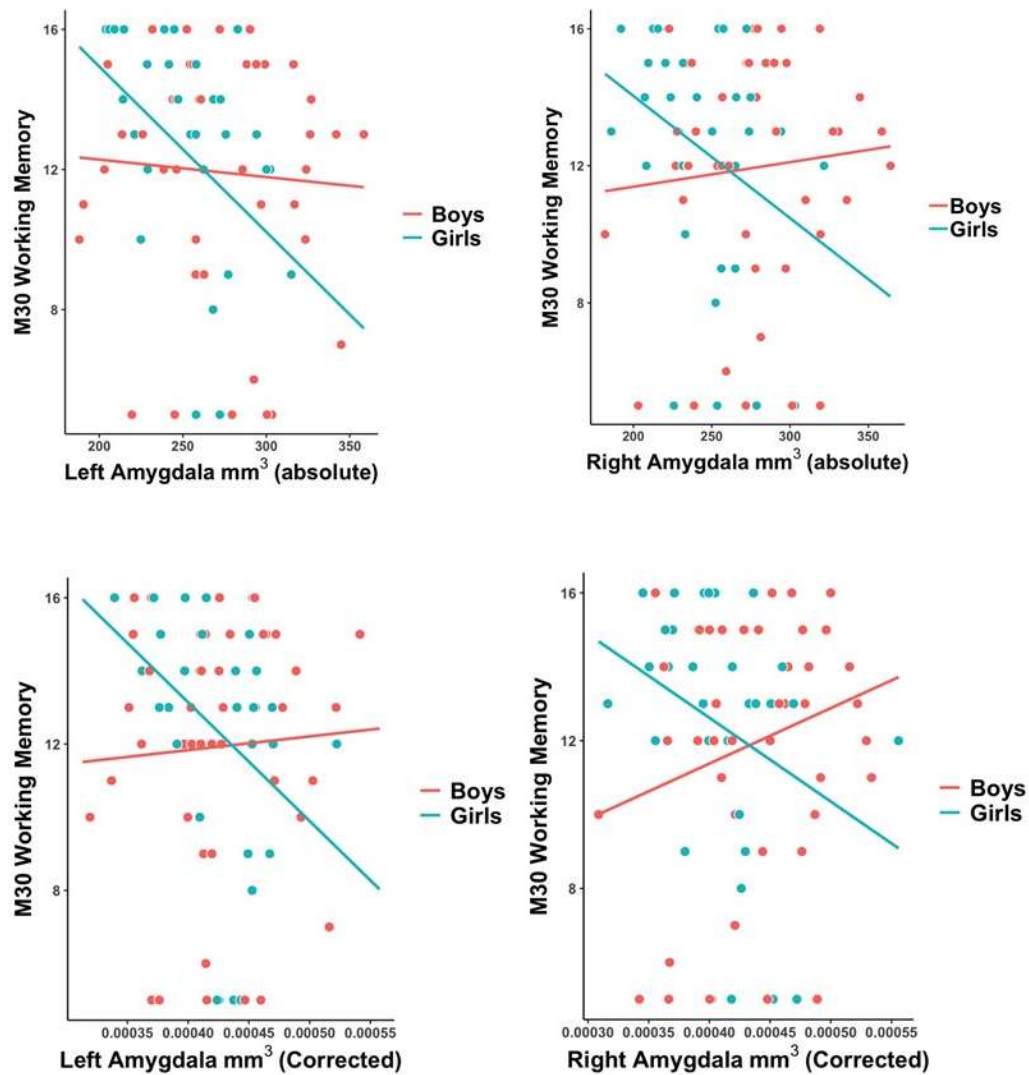 16
12
8
M30 Working Memory
200 250 300 350
Left Amygdala mm³ (absolute)
Boys
Girls
16
12
8
M30 Working Memory
200 250 300 350
Right Amygdala mm³ (absolute)
Boys
Girls
16
12
8
M30 Working Memory
0.00035 0.00040 0.00045 0.00050 0.00055
Left Amygdala mm³ (Corrected)
Boys
Girls
16
12
8
M30 Working Memory
0.00030 0.00035 0.00040 0.00045 0.00050 0.00055
Right Amygdala mm³ (Corrected)
Boys
Girls